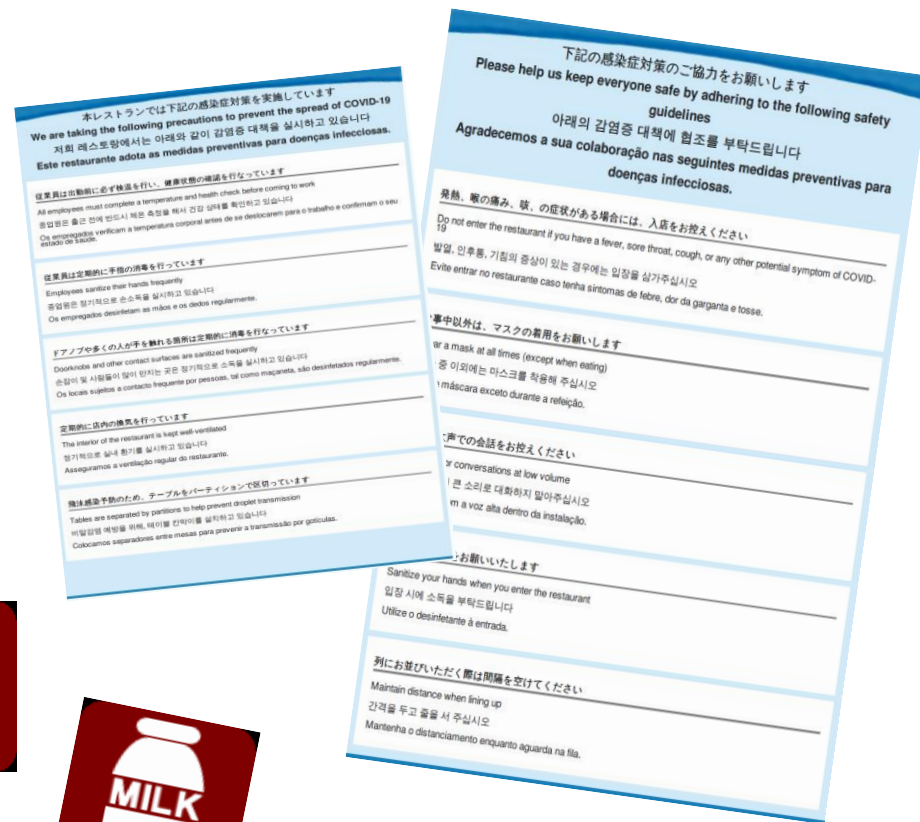 本レストランでは下記の感染症対策を実施しています
We are taking the following precautions to prevent the spread of COVID-19
저희 레스토랑에서는 아래와 같이 감염증 대책을 실시하고 있습니다
Este restaurante adota as medidas preventivas para doenças infecciosas.
従業員は出勤前に必ず検温を行い、健康状態の確認を行なっています
All employees must complete a temperature and health check before coming to work
종업원은 출근 전에 반드시 체온 측정을 해서 건강 상태를 확인하고 있습니다
Os empregados verificam a temperatura corporal antes de se deslocarem para o trabalho e confirmam o seu
estado de saúde.
従業員は定期的に手指の消毒を行っています
Employees sanitize their hands frequently
종업원은 정기적으로 손소독을 실시하고 있습니다
Os empregados desinfetam as mãos e os dedos regularmente.
ドアノブや多くの人が手を触れる箇所は定期的に消毒を行なっています
Doorknobs and other contact surfaces are sanitized frequently
손잡이 및 사람들이 많이 만지는 곳은 정기적으로 소독을 실시하고 있습니다
Os locais sujeitos a contacto frequente por pessoas, tal como maçaneta, são desinfetados regularmente.
定期的に店内の換気を行っています
The interior of the restaurant is kept well-ventilated
정기적으로 실내 환기를 실시하고 있습니다
Asseguramos a ventilação regular do restaurante.
飛沫感染予防のため、テーブルをパーティションで区切っています
Tables are separated by partitions to help prevent droplet transmission
비말감염 예방을 위해, 테이블 칸막이를 설치하고 있습니다
Colocamos separadores entre mesas para prevenir a transmissão por gotículas.
下記の感染症対策のご協力をお願いします
Please help us keep everyone safe by adhering to the following safety
guidelines
아래의 감염증 대책에 협조를 부탁드립니다
Agradecemos a sua colaboração nas seguintes medidas preventivas para
doenças infecciosas.
発熱、喉の痛み、咳、の症状がある場合には、入店をお控えください
Do not enter the restaurant if you have a fever, sore throat, cough, or any other potential symptom of COVID-
19
발열, 인후통, 기침의 증상이 있는 경우에는 입장을 삼가주십시오
Evite entrar no restaurante caso tenha sintomas de febre, dor da garganta e tosse.
事中以外は、マスクの着用をお願いします
ar a mask at all times (except when eating)
중 이외에는 마스크를 착용해 주십시오
máscara exceto durante a refeição.
声での会話をお控えください
or conversations at low volume
큰 소리로 대화하지 말아주십시오
m a voz alta dentro da instalação.
をお願いいたします
Sanitize your hands when you enter the restaurant
입장 시에 소독을 부탁드립니다
Utilize o desinfetante à entrada.
列にお並びいただく際は間隔を空けてください
Maintain distance when lining up
간격을 두고 줄을 서 주십시오
Mantenha o distanciamento enquanto aguarda na fila.
MILK